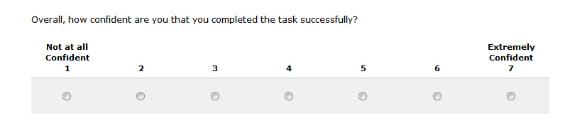 Overall, how confident are you that you completed the task successfully?
Not at all Extremely
Confident Confident
1 2 3 4 5 6 7